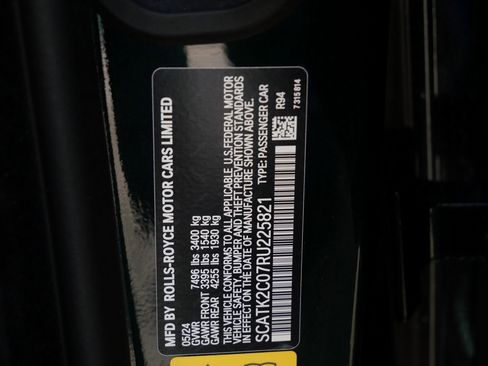 MFD BY ROLLS-ROYCE MOTOR CARS LIMITED
05/24
GVWR 7496 lbs 3400 kg
GAWR FRONT 3395 lbs 1540 kg
GAWR REAR 4255 lbs 1930 kg
THIS CONFORMS TO ALL APPLICABLE U.S.FEDERAL MOTOR
VEHICLE SAFETY, BUMPER AND THEFT PREVENTION STANDARDS
IN EFFECT ON THE DATE OF MANUFACTURE SHOWN ABOVE.
SCATK2C07RU225821 TYPE: PASSENGER CAR
R94
7315814